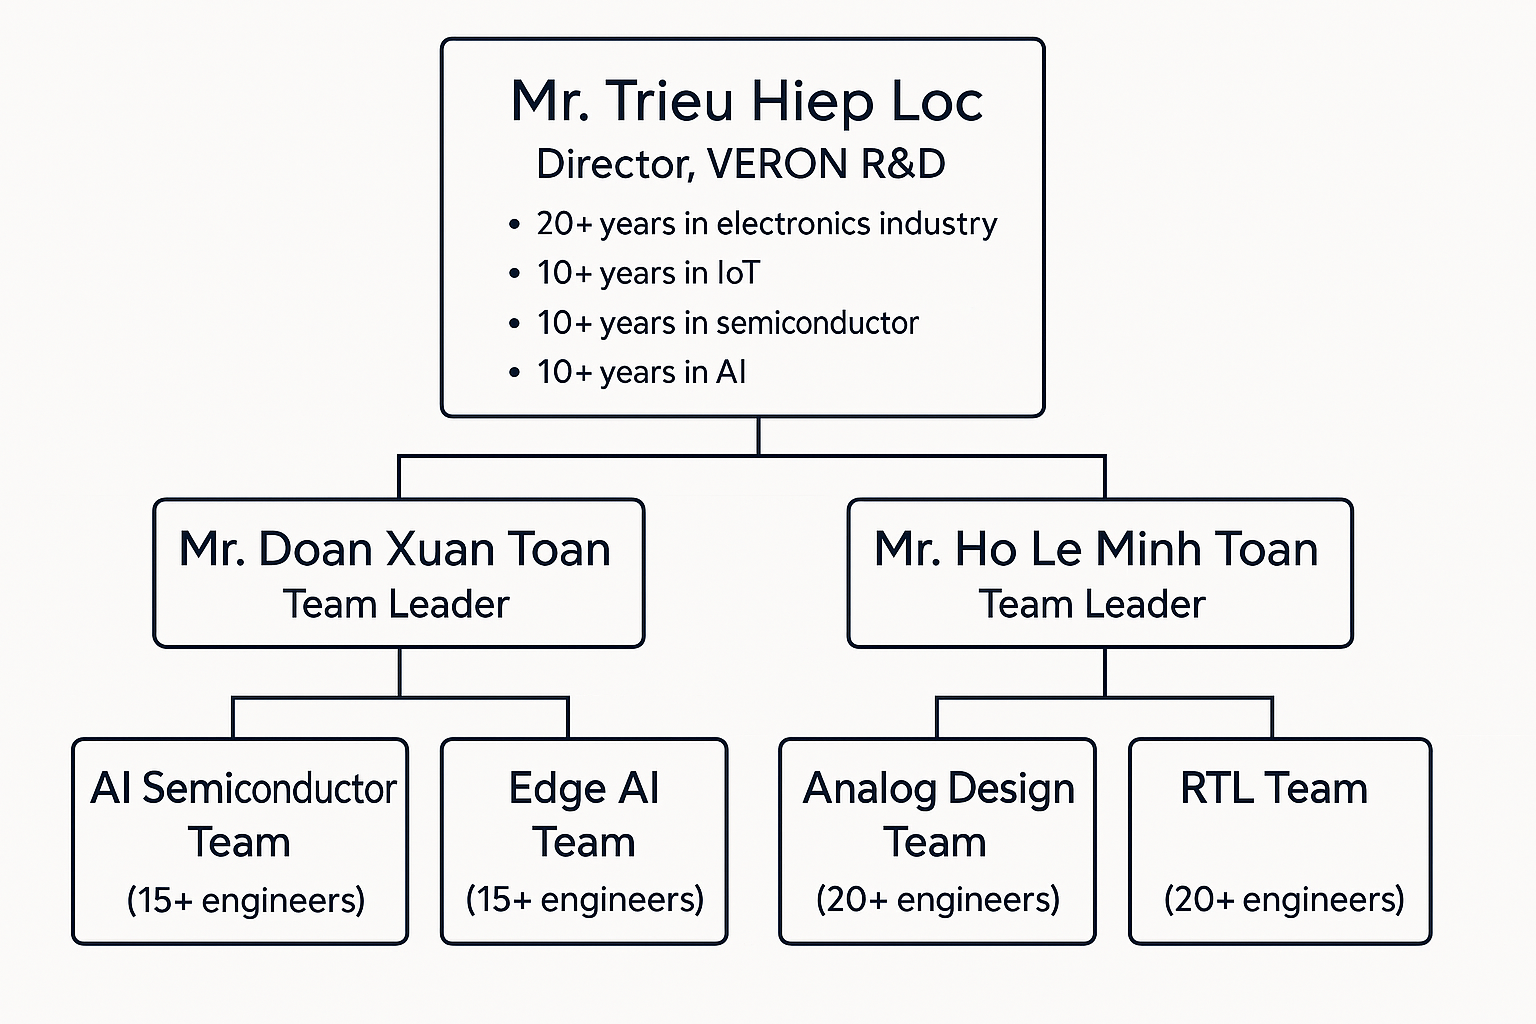 Mr. Trieu Hiep Loc
Director, VERON R&D
• 20+ years in electronics industry
• 10+ years in IoT
• 10+ years in semiconductor
• 10+ years in AI
Mr. Doan Xuan Toan
Team Leader
Mr. Ho Le Minh Toan
Team Leader
AI Semiconductor
Team
(15+ engineers)
Edge AI
Team
(15+ engineers)
Analog Design
Team
(20+ engineers)
RTL Team
(20+ engineers)